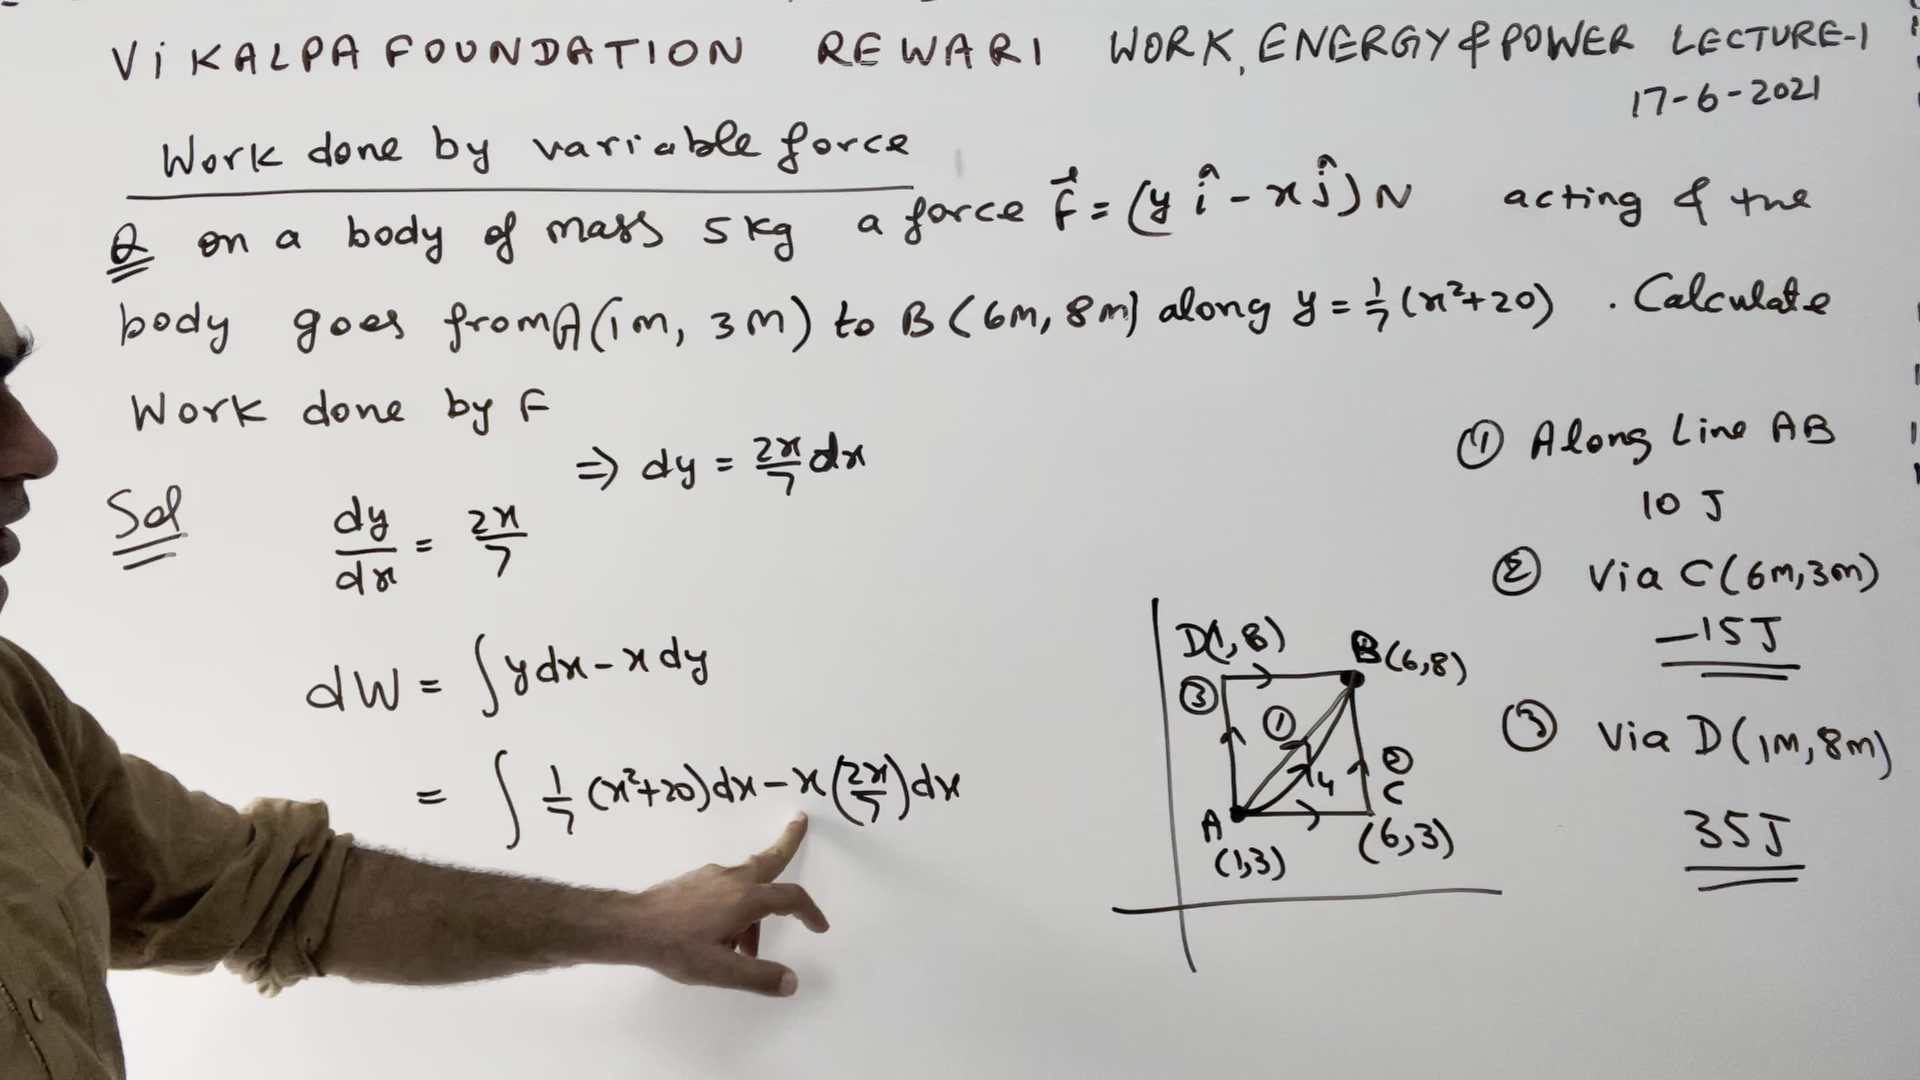 ViKALPA FOUNDATION REWARI WORK, ENERGY & POWER LECTURE-1
17-6-2021
Work done by variable force
Q on a body of mass 5 kg a force F⃗ = (y î - x ĵ) N acting & the
body goes from A(1m, 3m) to B(6m, 8m) along y = 1/7 (x²+20) . Calculate
Work done by F
⇒ dy = 2x/7 dx
Sol dy/dx = 2x/7
dW = ∫ ydx - x dy
= ∫ 1/7 (x²+20)dx - x(2x/7)dx
① Along Line AB
10 J
② Via C(6m,3m)
-15J
③ Via D(1m,8m)
35J
D(1,8) B(6,8)
③ ①
4 ②
A C
(1,3) (6,3)